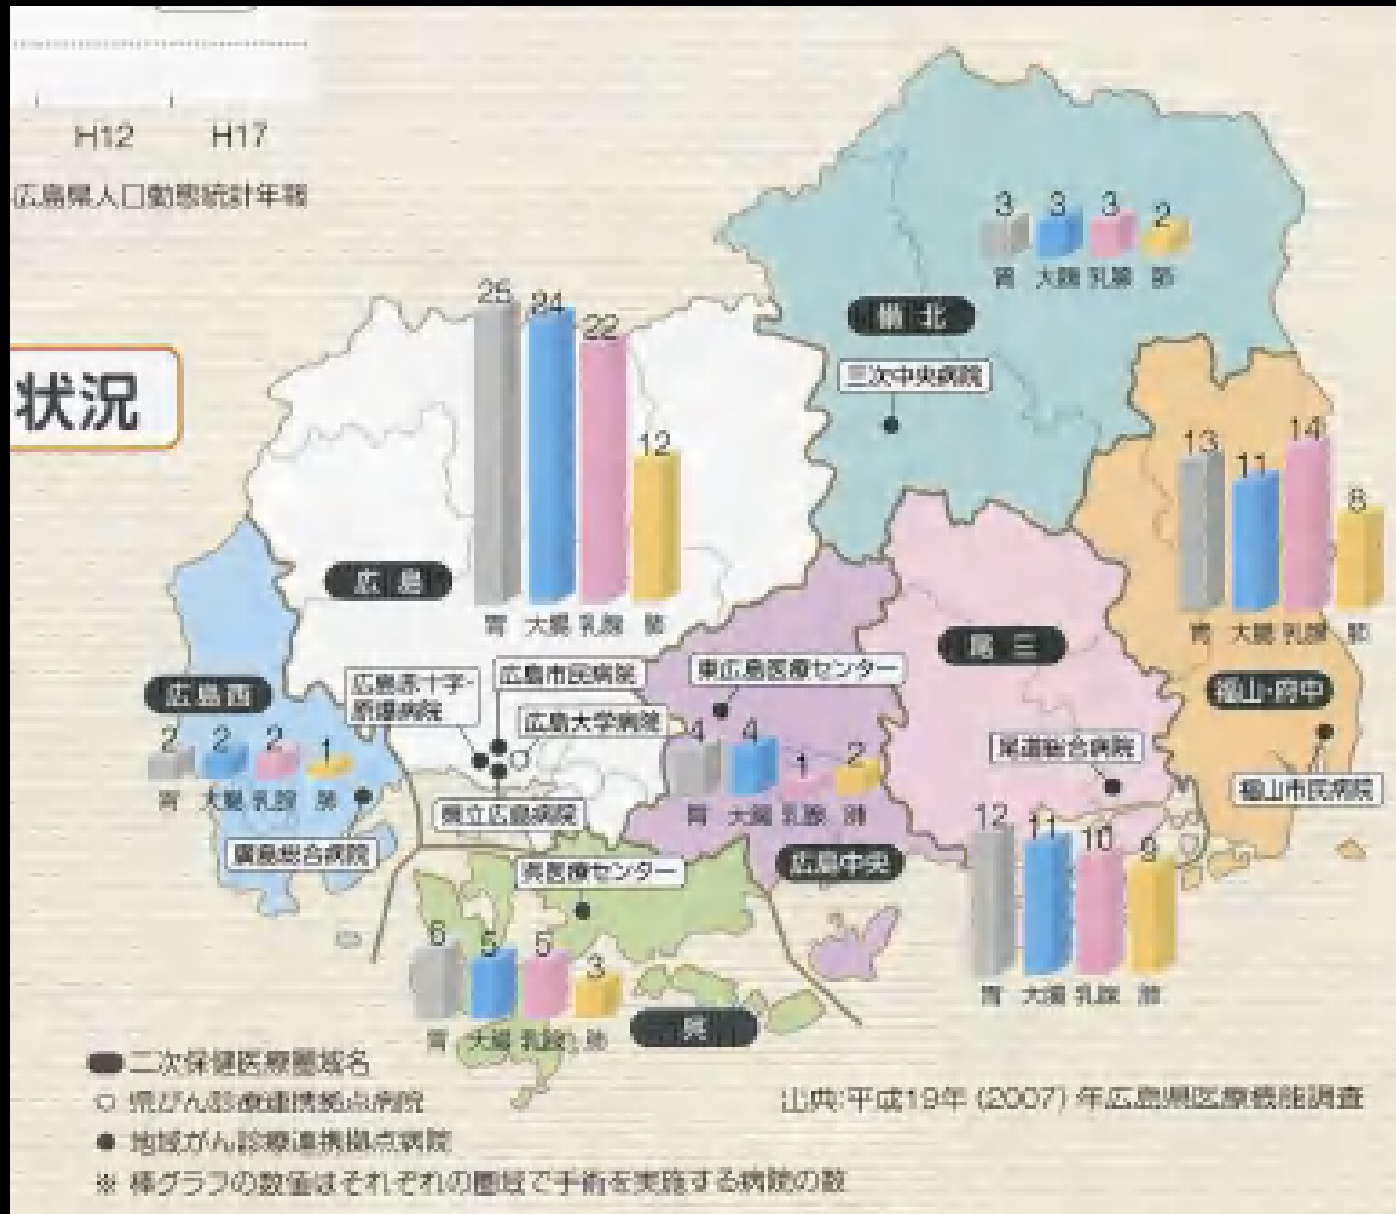 H12 H17
広島県人口動態統計年報
状況
3 3 3 2
胃 大腸 乳腺 肺
備北
三次中央病院
25 24 22 12
胃 大腸 乳腺 肺
広島
13 11 14 8
胃 大腸 乳腺 肺
福山・府中
福山市民病院
尾三
尾道総合病院
12 11 10 9
胃 大腸 乳腺 肺
広島西
2 2 2 1
胃 大腸 乳腺 肺
廣島総合病院
広島赤十字・
原爆病院
広島市民病院
広島大学病院
県立広島病院
東広島医療センター
4 4 1 2
胃 大腸 乳腺 肺
広島中央
呉医療センター
6 5 5 3
胃 大腸 乳腺 肺
呉
二次保健医療圏域名
県がん診療連携拠点病院
地域がん診療連携拠点病院
※ 棒グラフの数値はそれぞれの圏域で手術を実施する病院の数
出典:平成19年 (2007) 年広島県医療機能調査